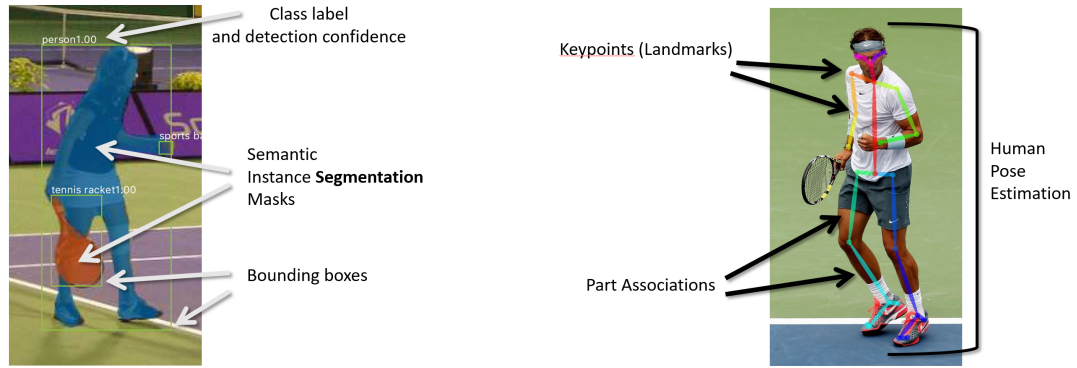 Class label
and detection confidence
person1.00
sports ba
Semantic
Instance Segmentation
Masks
tennis racket1.00
Bounding boxes
Keypoints (Landmarks)
Part Associations
Human
Pose
Estimation